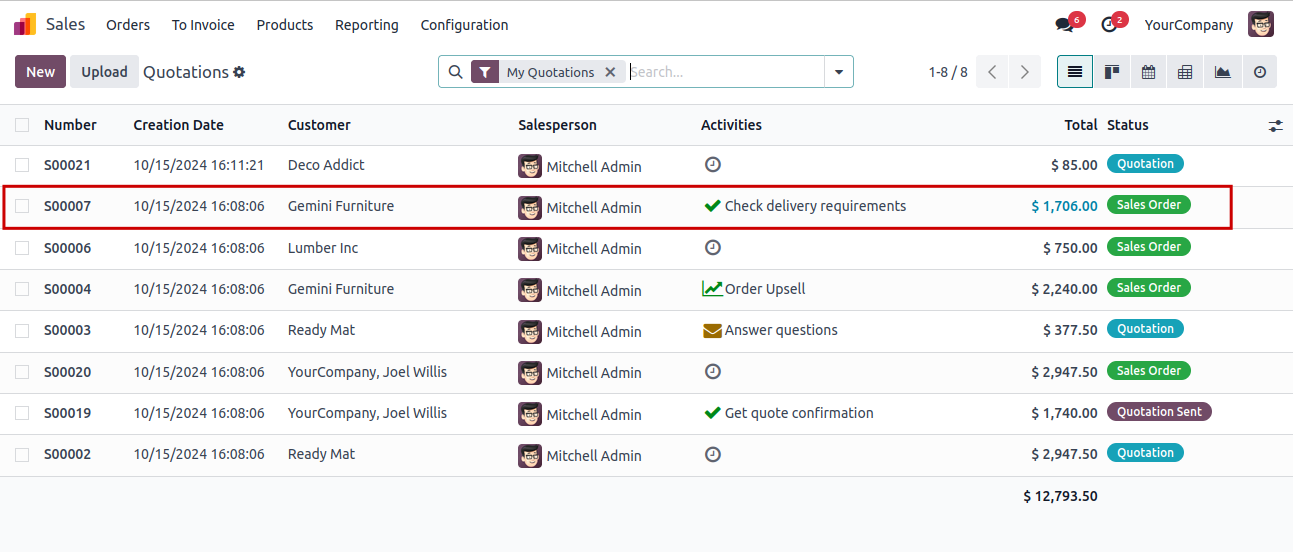 Sales Orders To Invoice Products Reporting Configuration 6 2 YourCompany
New Upload Quotations My Quotations Search... 1-8 / 8
Number Creation Date Customer Salesperson Activities Total Status
S00021 10/15/2024 16:11:21 Deco Addict Mitchell Admin $ 85.00 Quotation
S00007 10/15/2024 16:08:06 Gemini Furniture Mitchell Admin Check delivery requirements $ 1,706.00 Sales Order
S00006 10/15/2024 16:08:06 Lumber Inc Mitchell Admin $ 750.00 Sales Order
S00004 10/15/2024 16:08:06 Gemini Furniture Mitchell Admin Order Upsell $ 2,240.00 Sales Order
S00003 10/15/2024 16:08:06 Ready Mat Mitchell Admin Answer questions $ 377.50 Quotation
S00020 10/15/2024 16:08:06 YourCompany, Joel Willis Mitchell Admin $ 2,947.50 Sales Order
S00019 10/15/2024 16:08:06 YourCompany, Joel Willis Mitchell Admin Get quote confirmation $ 1,740.00 Quotation Sent
S00002 10/15/2024 16:08:06 Ready Mat Mitchell Admin $ 2,947.50 Quotation
$ 12,793.50